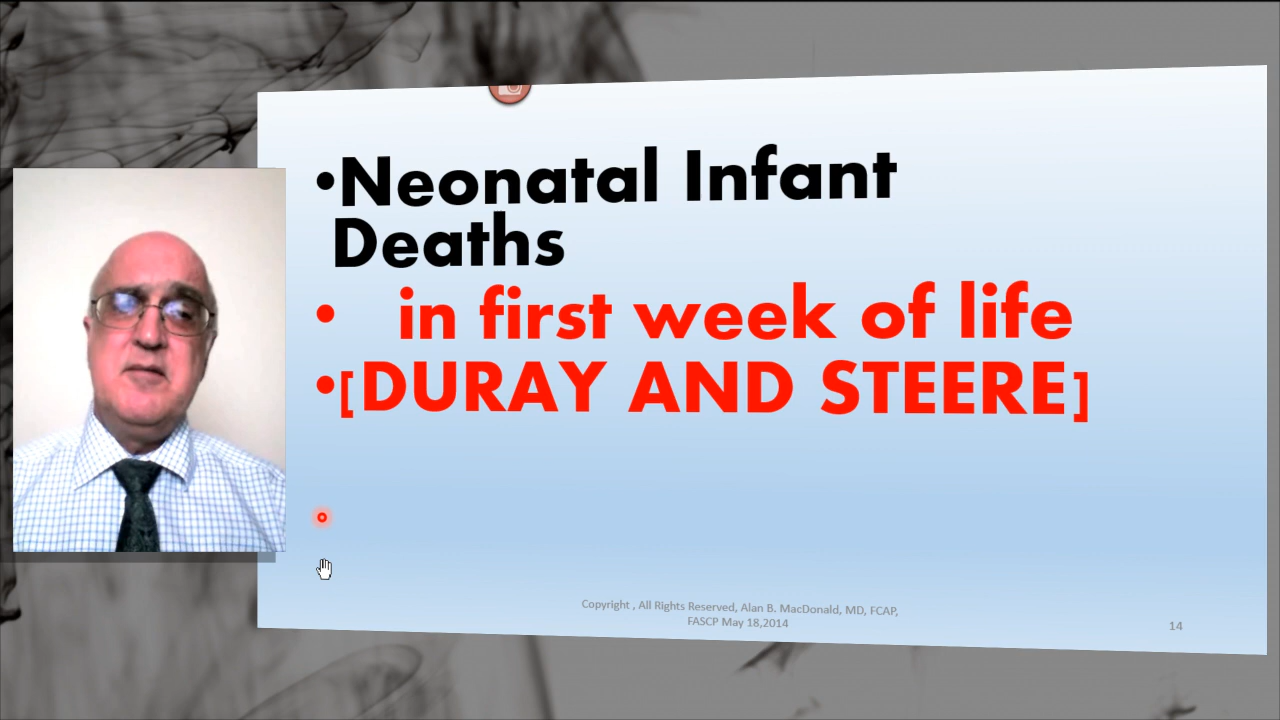 •Neonatal Infant
Deaths
• in first week of life
•[DURAY AND STEERE]
Copyright , All Rights Reserved, Alan B. MacDonald, MD, FCAP,
FASCP May 18,2014
14